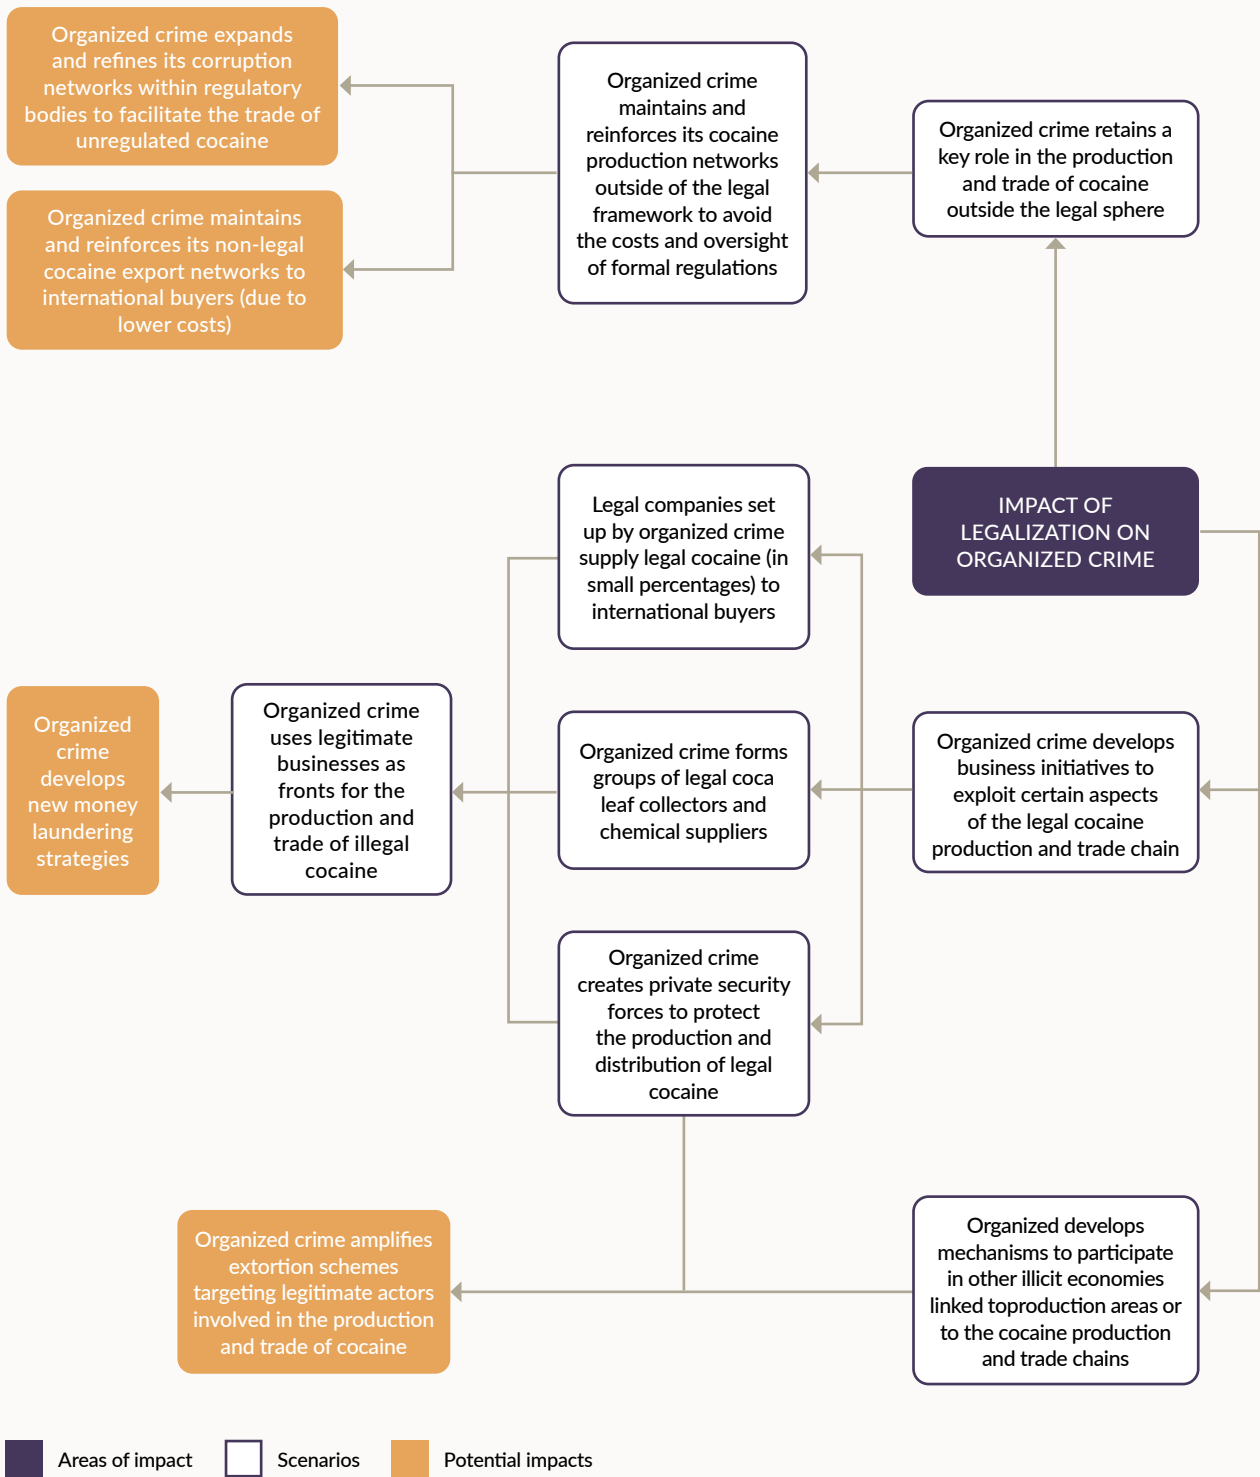 Organized crime expands
and refines its corruption
networks within regulatory
bodies to facilitate the trade of
unregulated cocaine
Organized crime maintains
and reinforces its non-legal
cocaine export networks to
international buyers (due to
lower costs)
Organized crime
maintains and
reinforces its cocaine
production networks
outside of the legal
framework to avoid
the costs and oversight
of formal regulations
Organized crime retains a
key role in the production
and trade of cocaine
outside the legal sphere
IMPACT OF
LEGALIZATION ON
ORGANIZED CRIME
Legal companies set
up by organized crime
supply legal cocaine (in
small percentages) to
international buyers
Organized
crime
develops
new money
laundering
strategies
Organized crime
uses legitimate
businesses as
fronts for the
production and
trade of illegal
cocaine
Organized crime forms
groups of legal coca
leaf collectors and
chemical suppliers
Organized crime develops
business initiatives to
exploit certain aspects
of the legal cocaine
production and trade chain
Organized crime
creates private security
forces to protect
the production and
distribution of legal
cocaine
Organized crime amplifies
extortion schemes
targeting legitimate actors
involved in the production
and trade of cocaine
Organized develops
mechanisms to participate
in other illicit economies
linked toproduction areas or
to the cocaine production
and trade chains
Areas of impact
Scenarios
Potential impacts